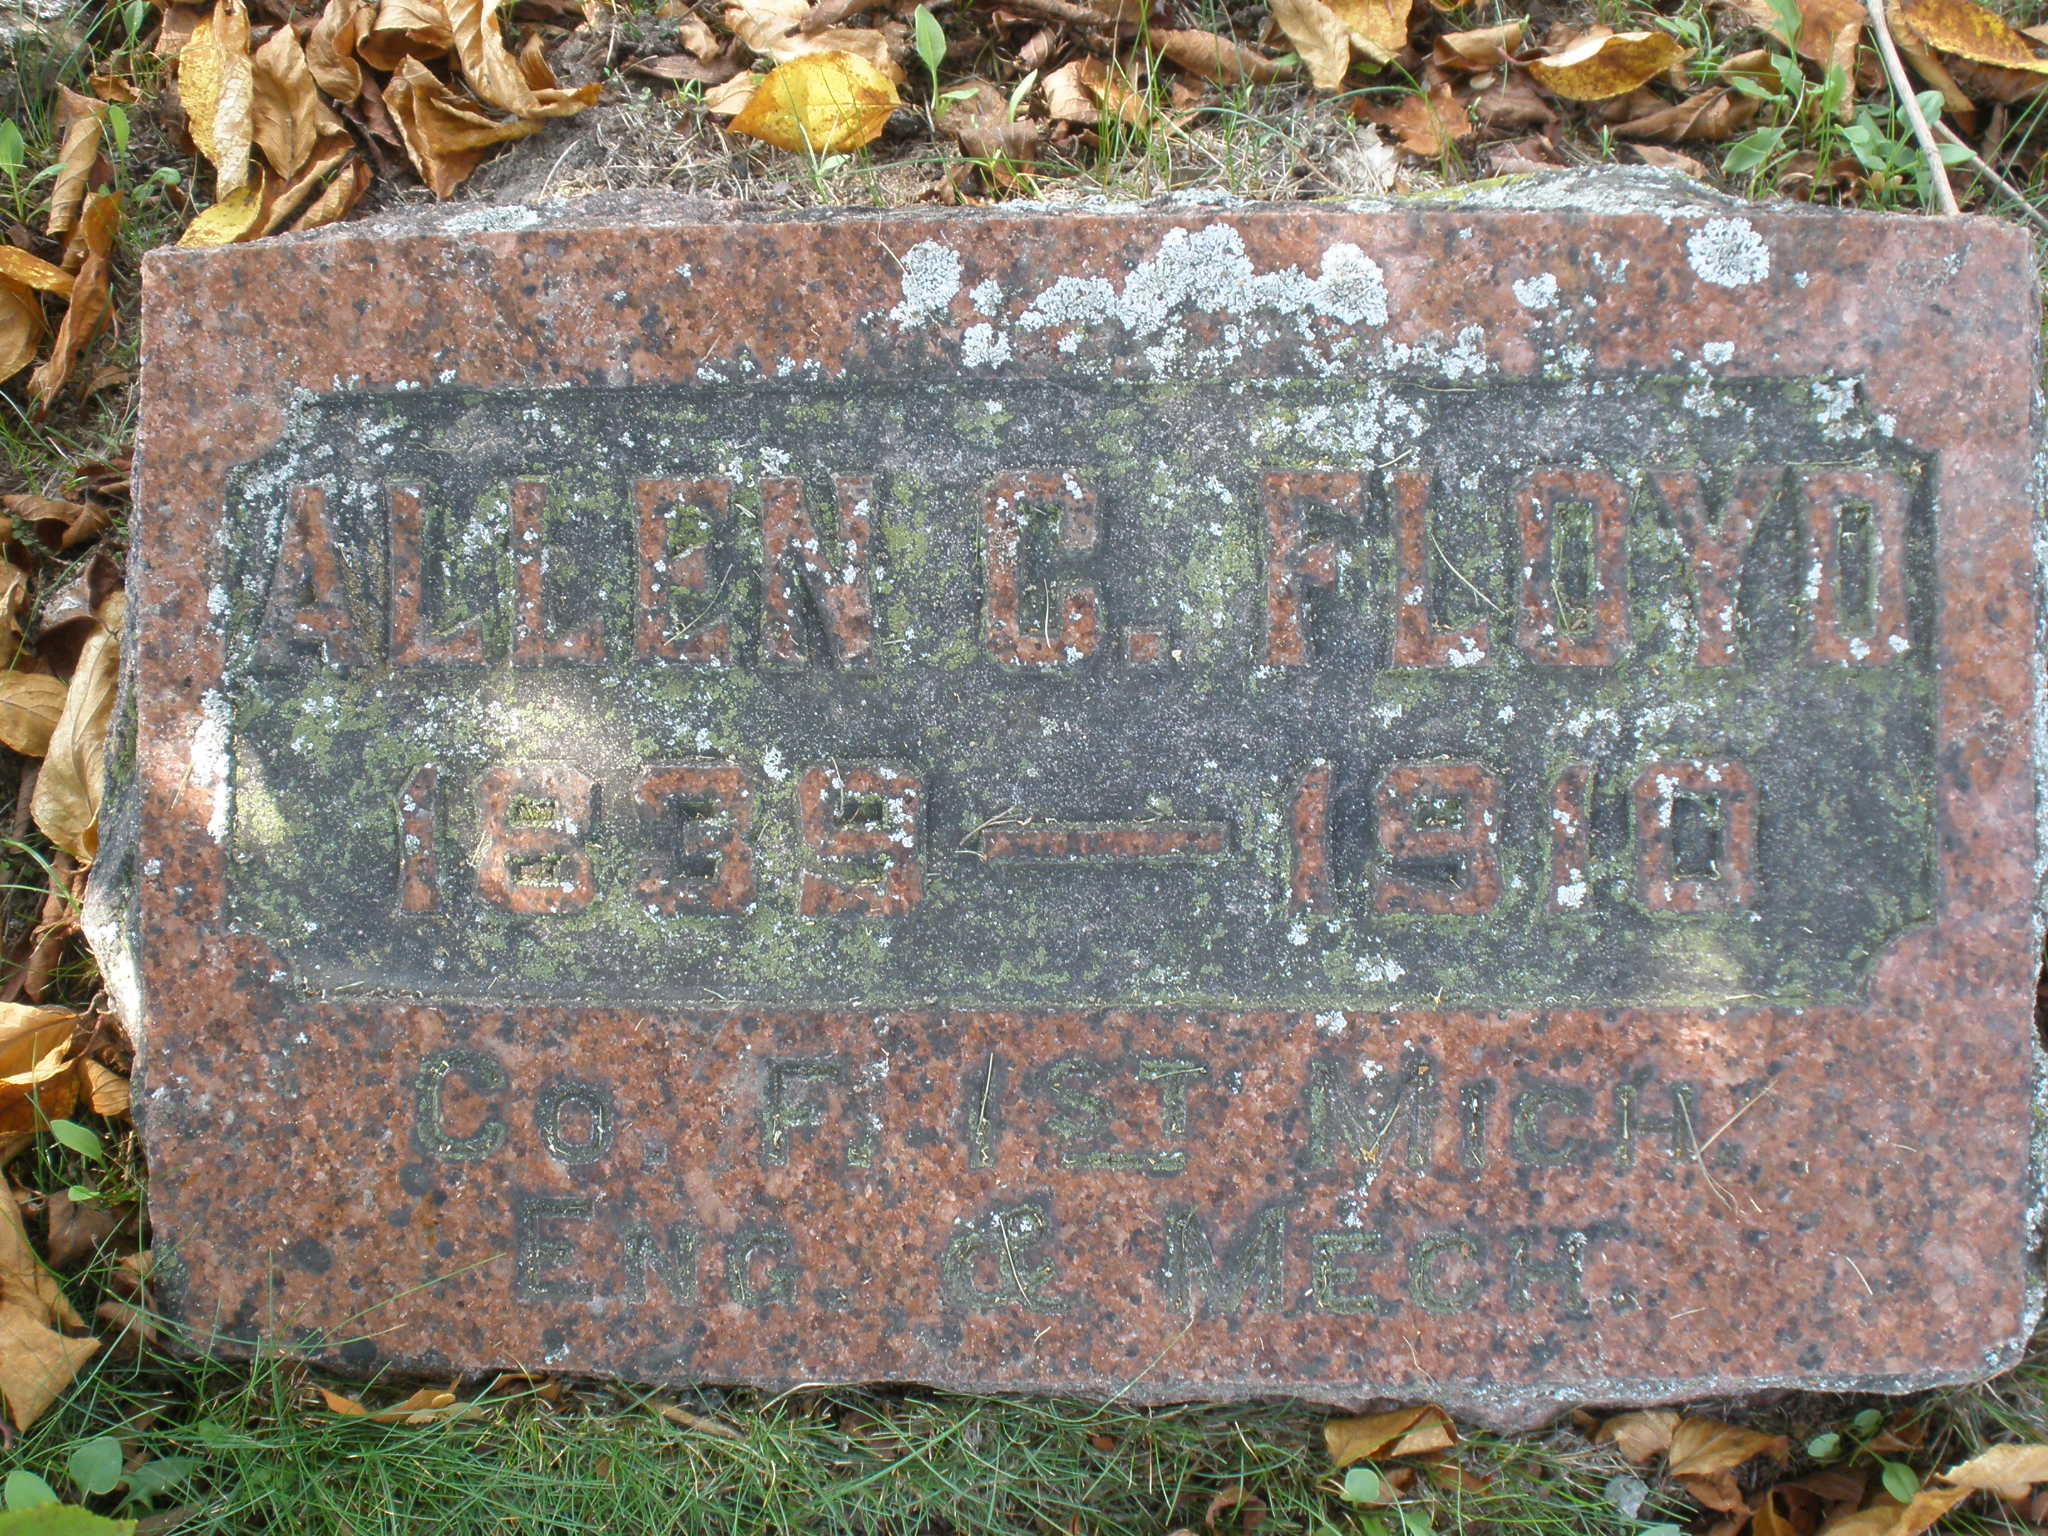 ALLEN C. FLOYD
1839 — 1910
Co. F. 1ST MICH.
ENG. & MECH.